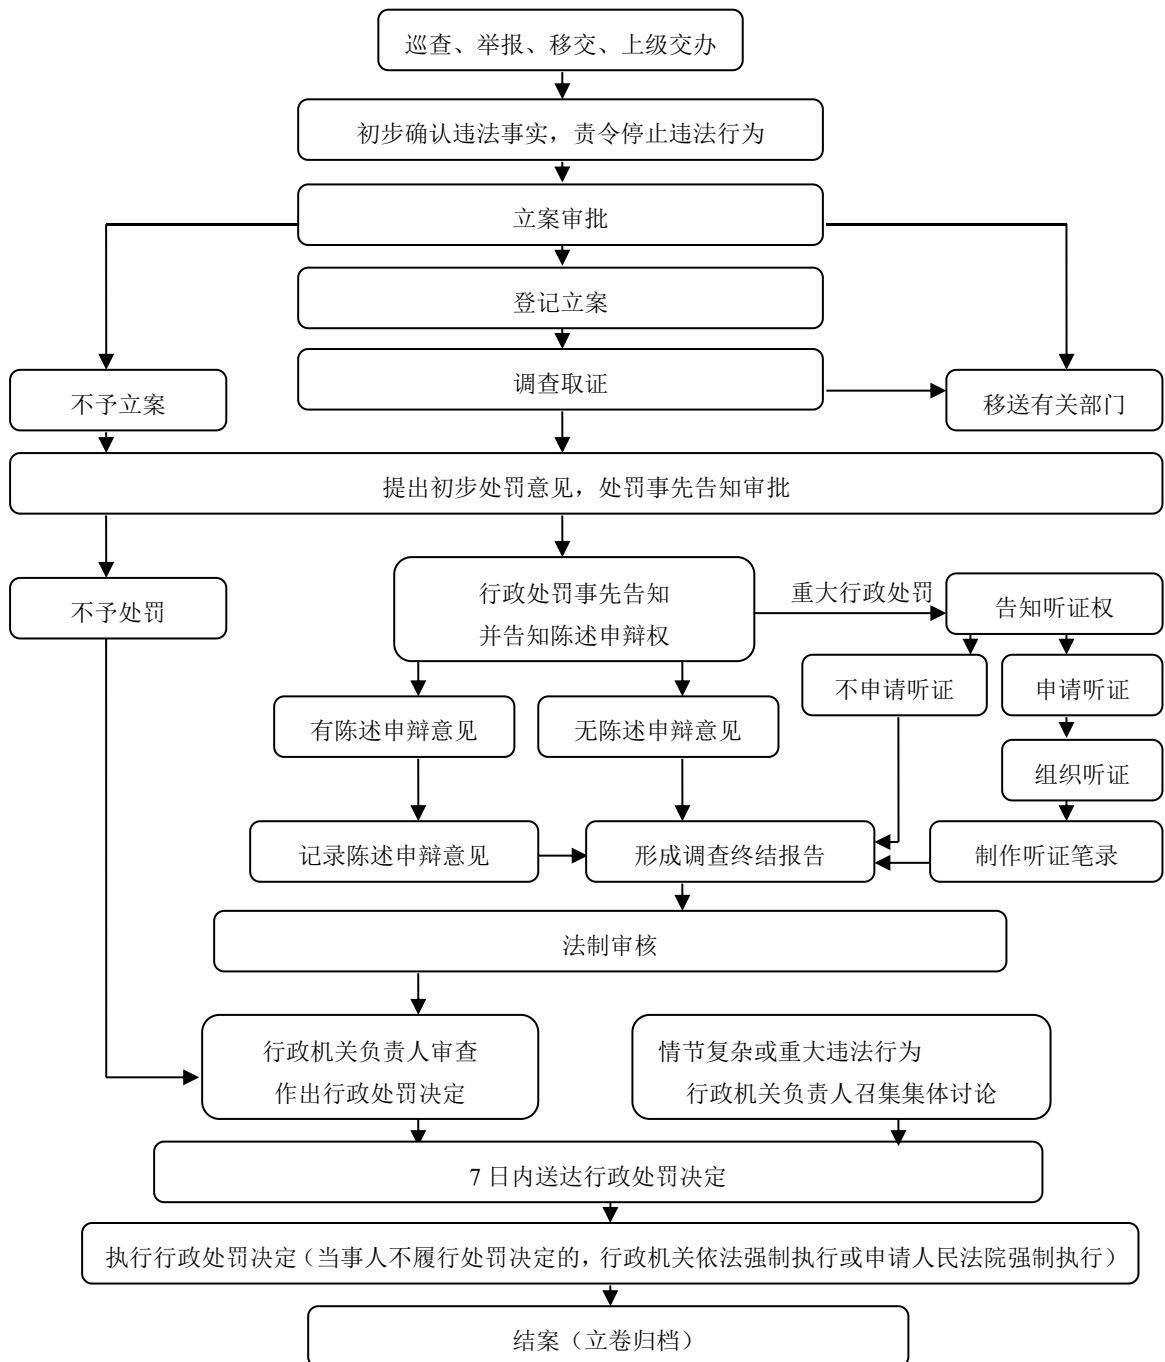 巡查、举报、移交、上级交办
初步确认违法事实，责令停止违法行为
立案审批
登记立案
调查取证
不予立案
移送有关部门
提出初步处罚意见，处罚事先告知审批
不予处罚
行政处罚事先告知
并告知陈述申辩权
重大行政处罚
告知听证权
不申请听证
申请听证
有陈述申辩意见
无陈述申辩意见
组织听证
记录陈述申辩意见
形成调查终结报告
制作听证笔录
法制审核
行政机关负责人审查
作出行政处罚决定
情节复杂或重大违法行为
行政机关负责人召集集体讨论
7 日内送达行政处罚决定
执行行政处罚决定（当事人不履行处罚决定的，行政机关依法强制执行或申请人民法院强制执行）
结案（立卷归档）